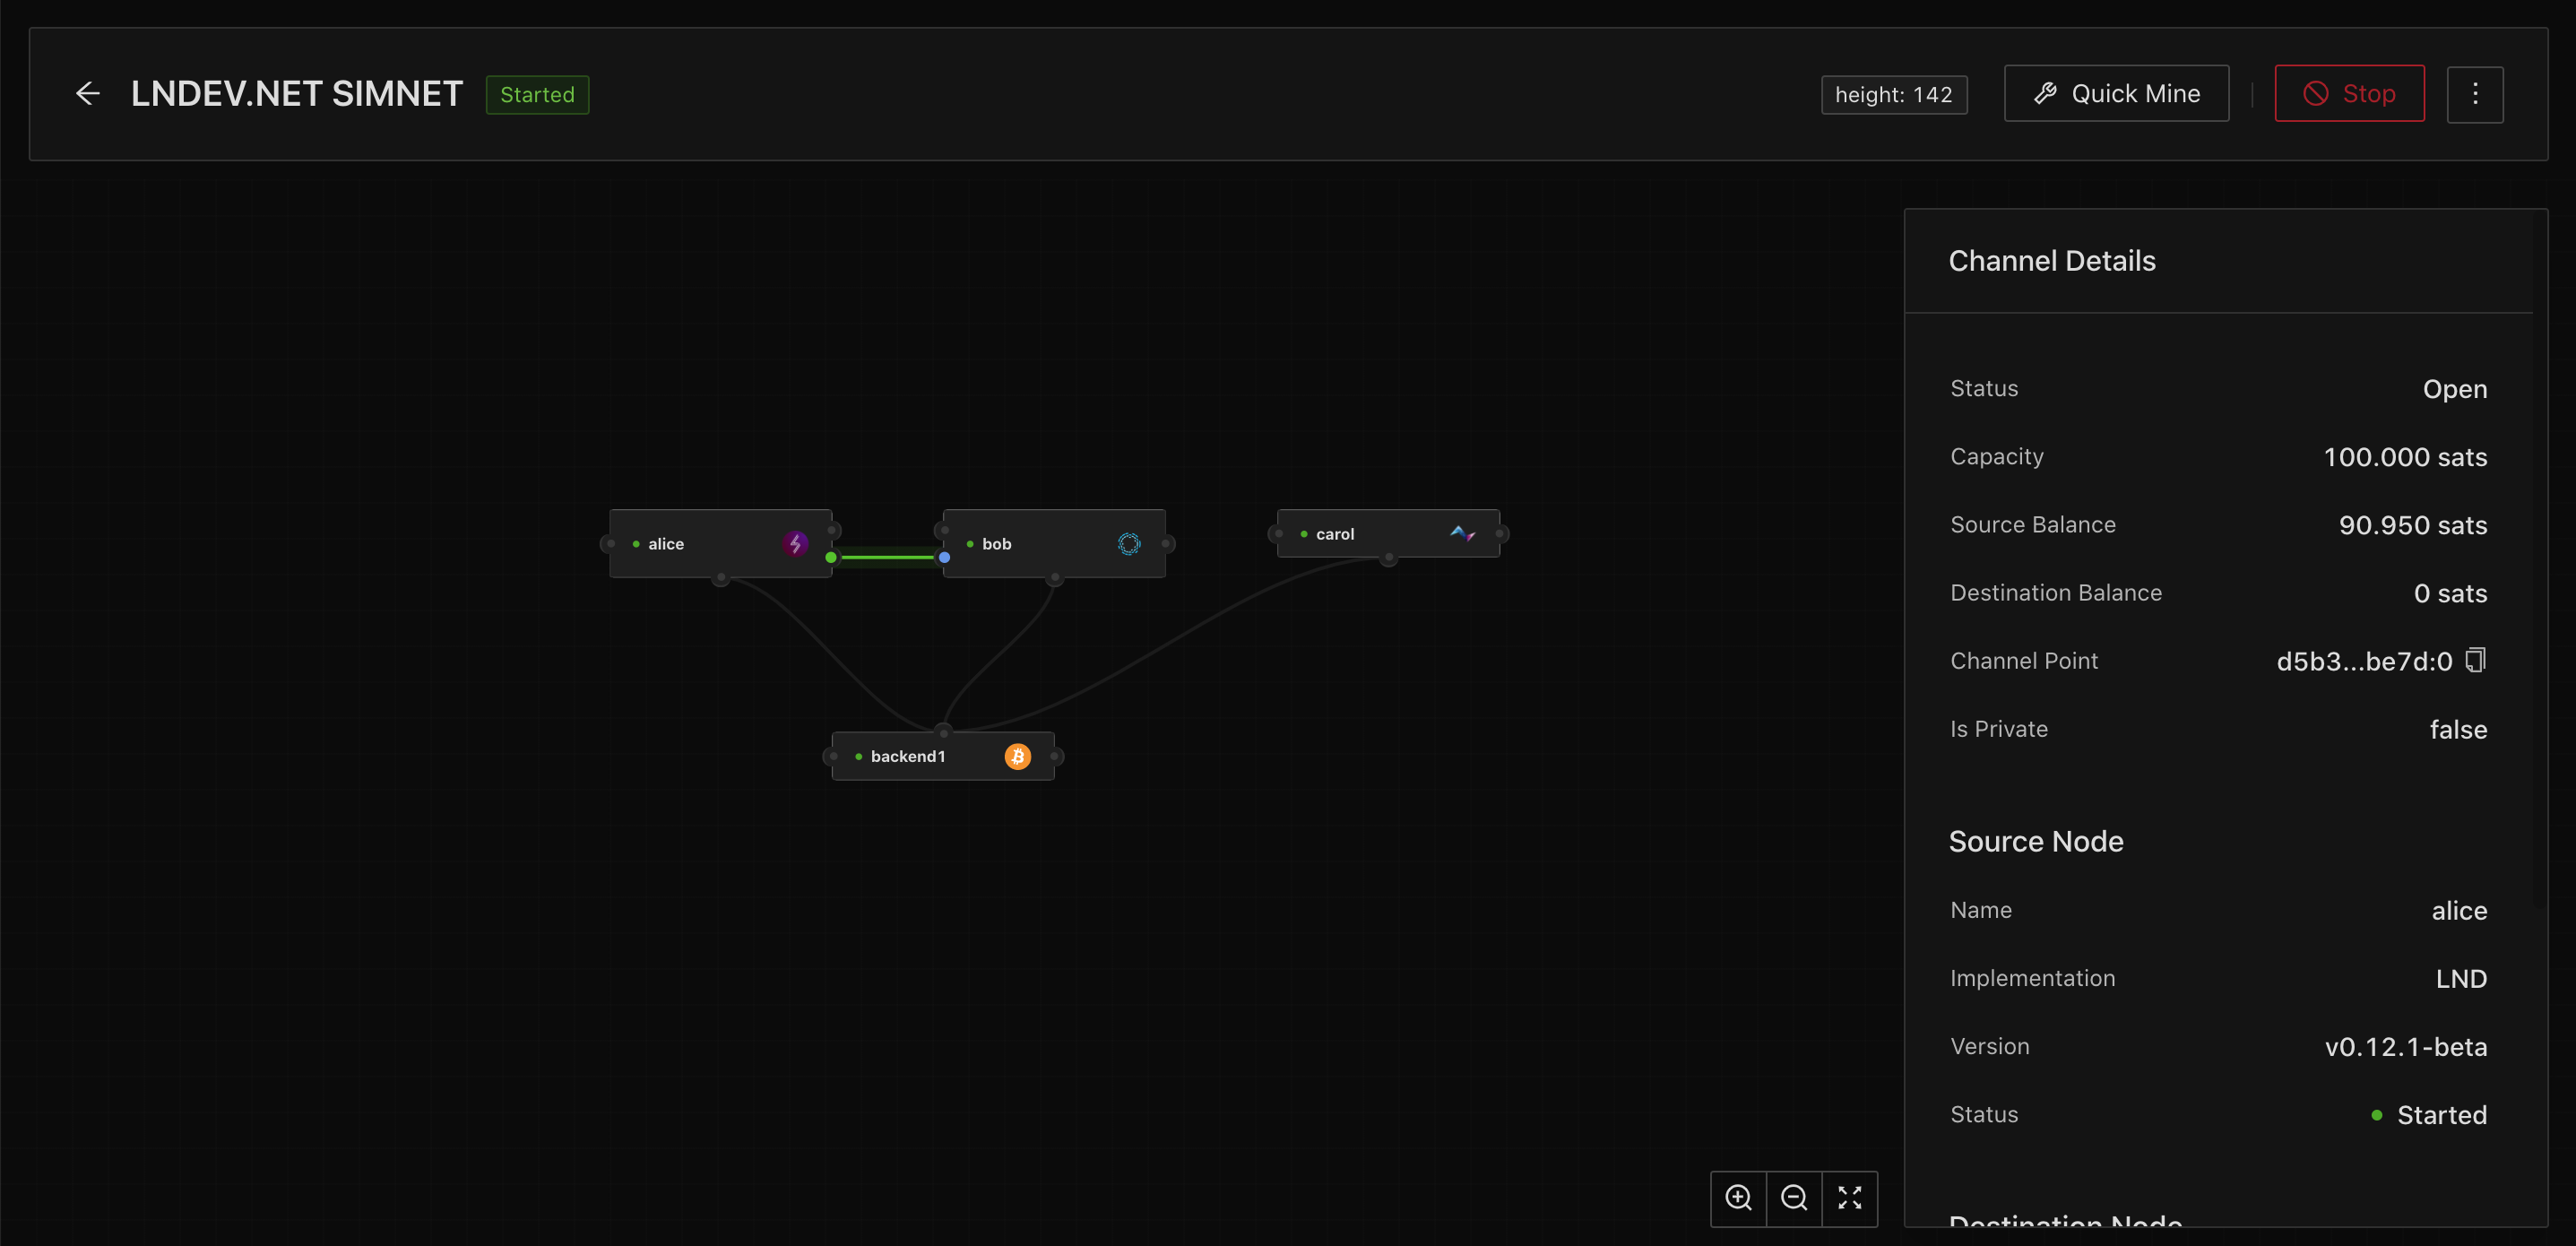 LNDEV.NET SIMNET Started height: 142 Quick Mine Stop
alice
bob
carol
backend1
Channel Details
Status Open
Capacity 100.000 sats
Source Balance 90.950 sats
Destination Balance 0 sats
Channel Point d5b3...be7d:0
Is Private false
Source Node
Name alice
Implementation LND
Version v0.12.1-beta
Status Started
Destination Node